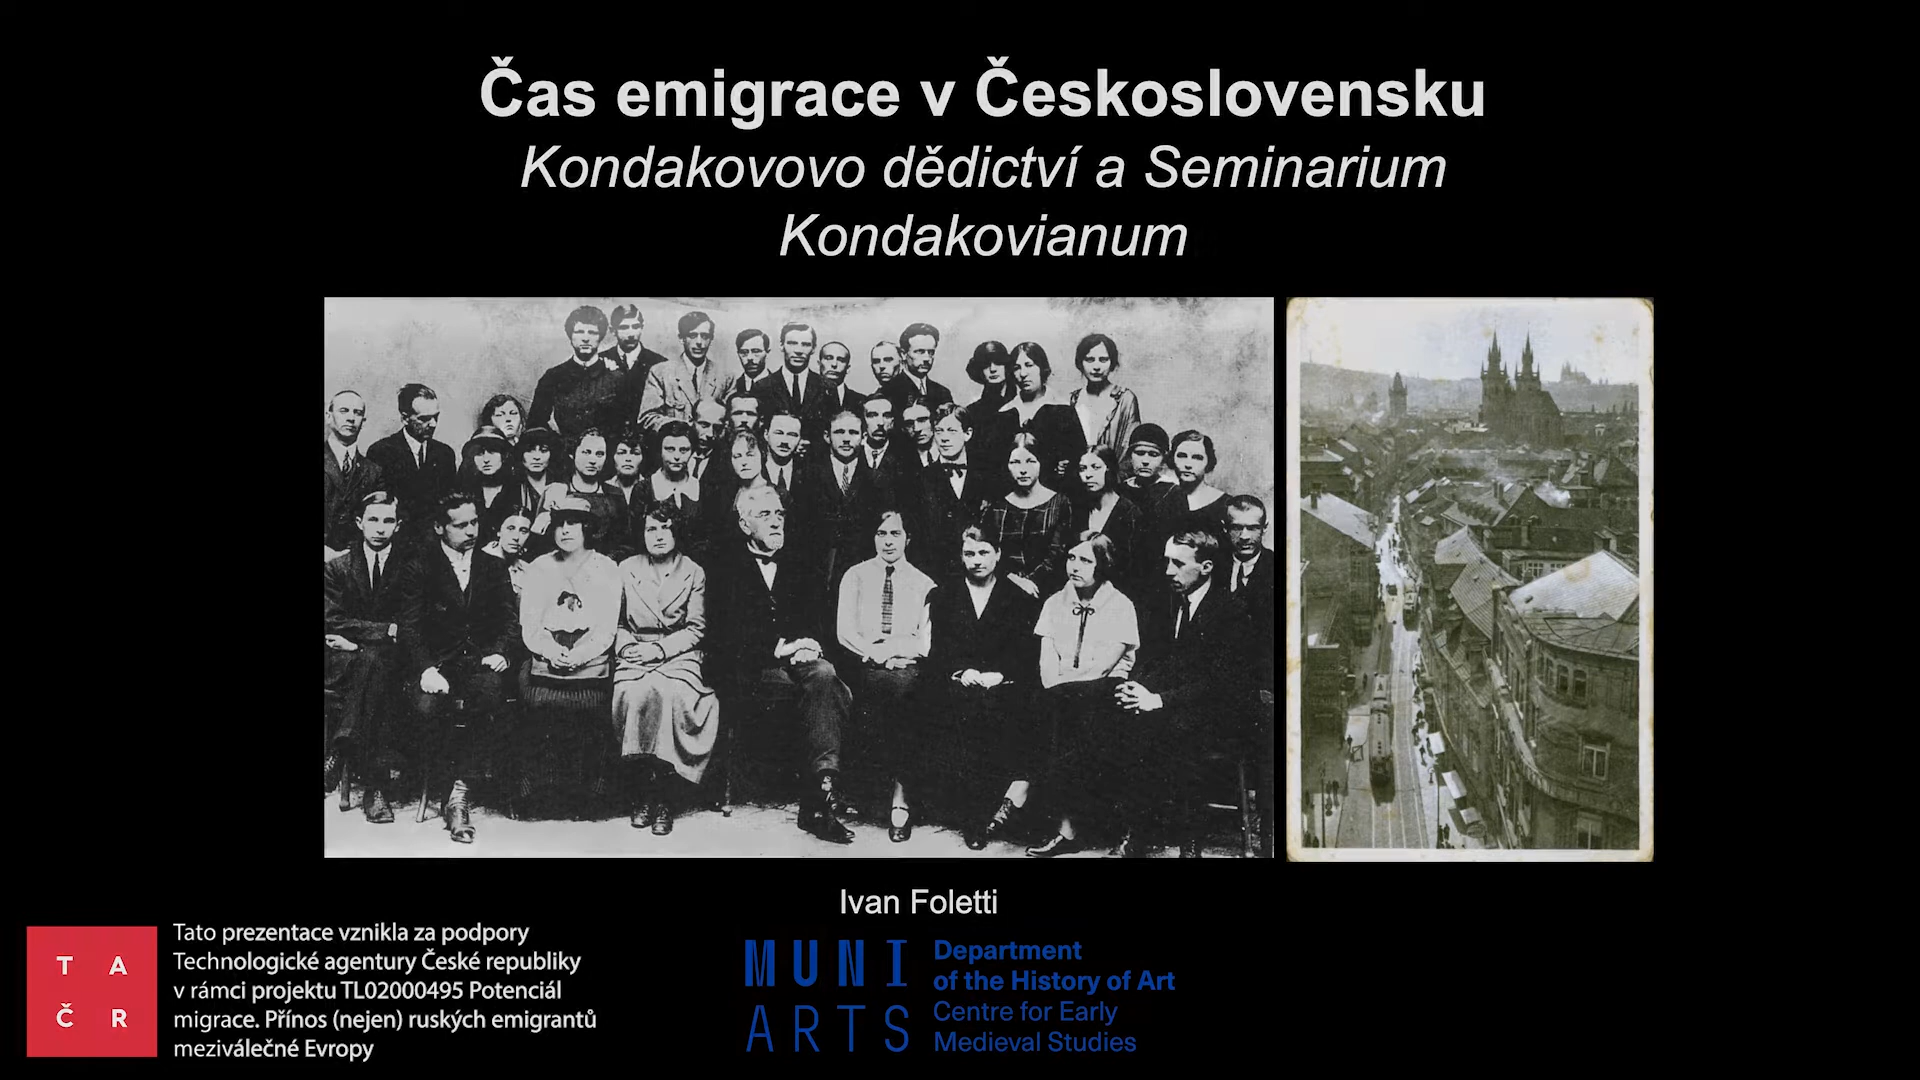 Čas emigrace v Československu
Kondakovovo dědictví a Seminarium
Kondakovianum
Ivan Foletti
T A
Č R
Tato prezentace vznikla za podpory
Technologické agentury České republiky
v rámci projektu TL02000495 Potenciál
migrace. Přínos (nejen) ruských emigrantů
meziválečné Evropy
MUNI
ARTS
Department
of the History of Art
Centre for Early
Medieval Studies